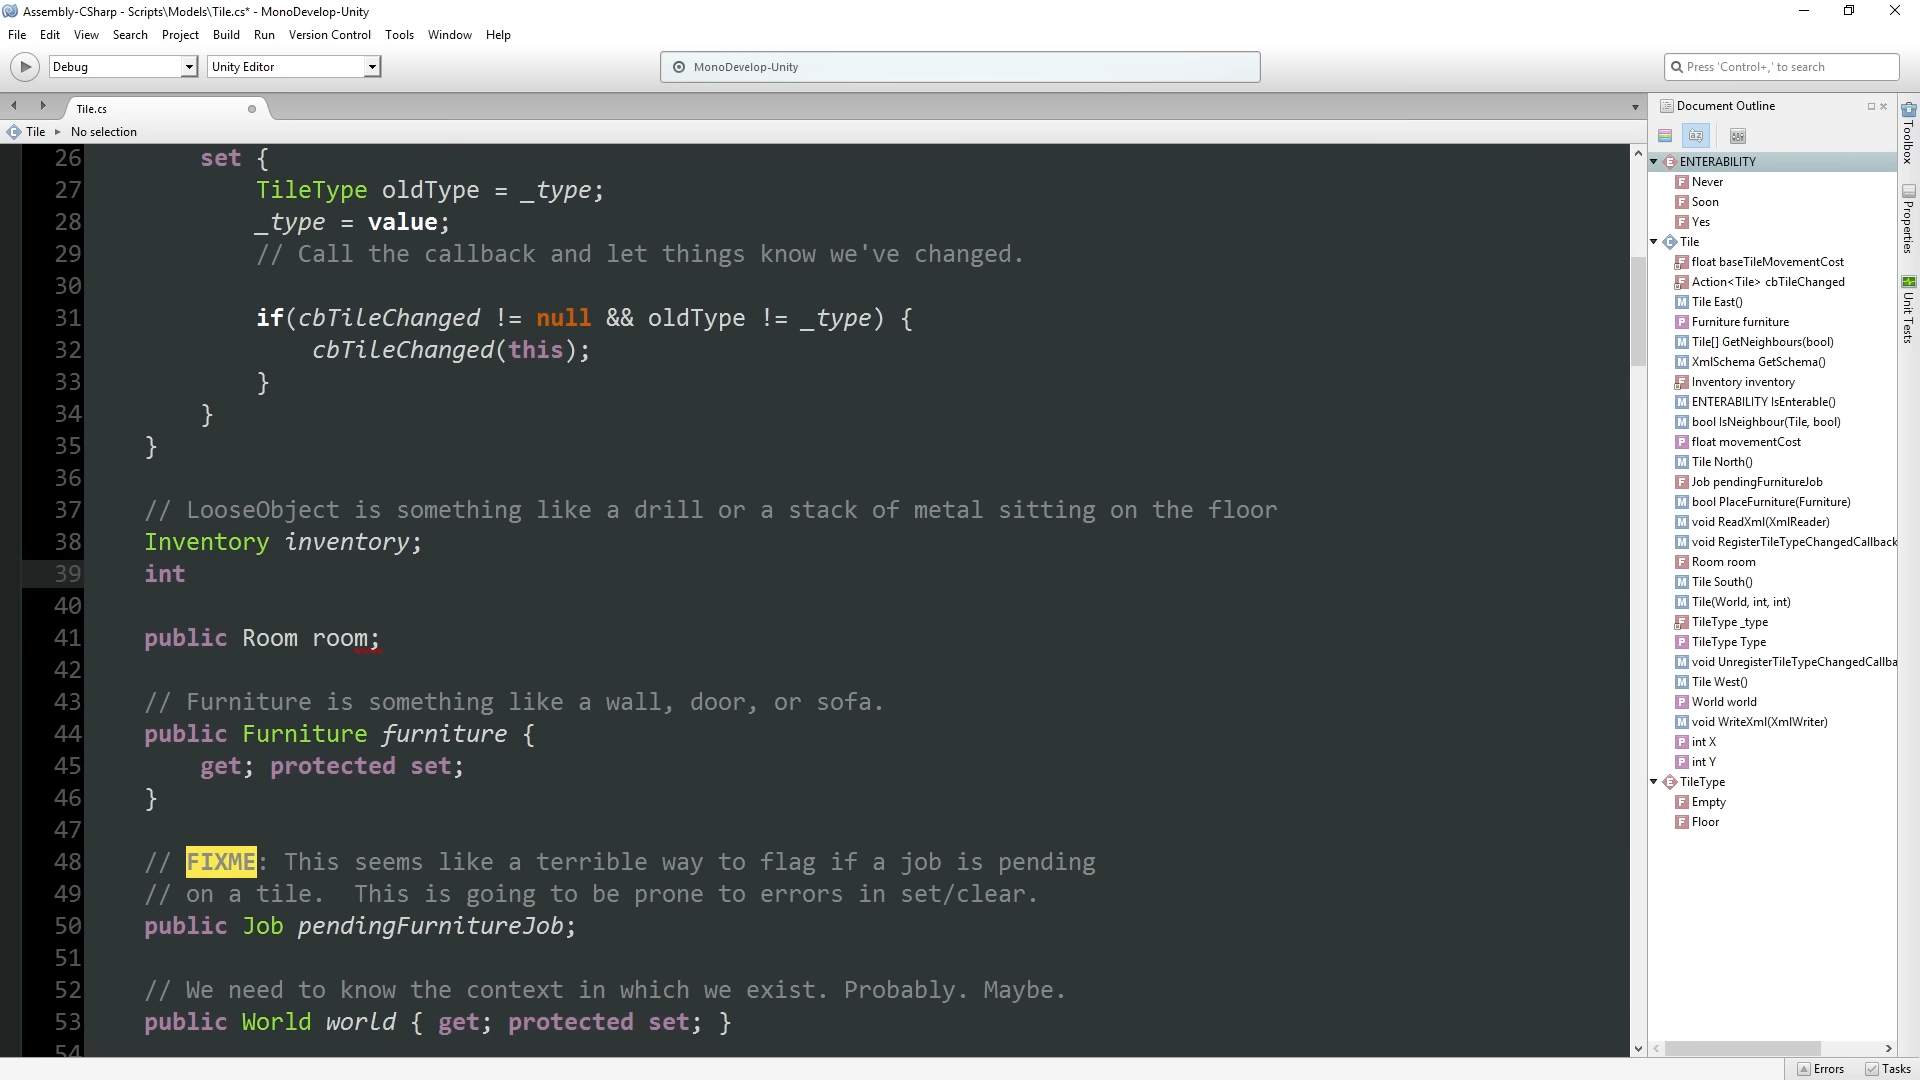 Assembly-CSharp - Scripts\Models\Tile.cs* - MonoDevelop-Unity
File Edit View Search Project Build Run Version Control Tools Window Help
Debug Unity Editor MonoDevelop-Unity Press 'Control+,' to search
Tile.cs
Tile No selection
26 set {
27 TileType oldType = _type;
28 _type = value;
29 // Call the callback and let things know we've changed.
30
31 if(cbTileChanged != null && oldType != _type) {
32 cbTileChanged(this);
33 }
34 }
35 }
36
37 // LooseObject is something like a drill or a stack of metal sitting on the floor
38 Inventory inventory;
39 int
40
41 public Room room;
42
43 // Furniture is something like a wall, door, or sofa.
44 public Furniture furniture {
45 get; protected set;
46 }
47
48 // FIXME: This seems like a terrible way to flag if a job is pending
49 // on a tile.  This is going to be prone to errors in set/clear.
50 public Job pendingFurnitureJob;
51
52 // We need to know the context in which we exist. Probably. Maybe.
53 public World world { get; protected set; }
54
Document Outline
ENTERABILITY
Never
Soon
Yes
Tile
float baseTileMovementCost
Action<Tile> cbTileChanged
Tile East()
Furniture furniture
Tile[] GetNeighbours(bool)
XmlSchema GetSchema()
Inventory inventory
ENTERABILITY IsEnterable()
bool IsNeighbour(Tile, bool)
float movementCost
Tile North()
Job pendingFurnitureJob
bool PlaceFurniture(Furniture)
void ReadXml(XmlReader)
void RegisterTileTypeChangedCallback
Room room
Tile South()
Tile(World, int, int)
TileType _type
TileType Type
void UnregisterTileTypeChangedCallba
Tile West()
World world
void WriteXml(XmlWriter)
int X
int Y
TileType
Empty
Floor
Toolbox
Properties
Unit Tests
Errors Tasks